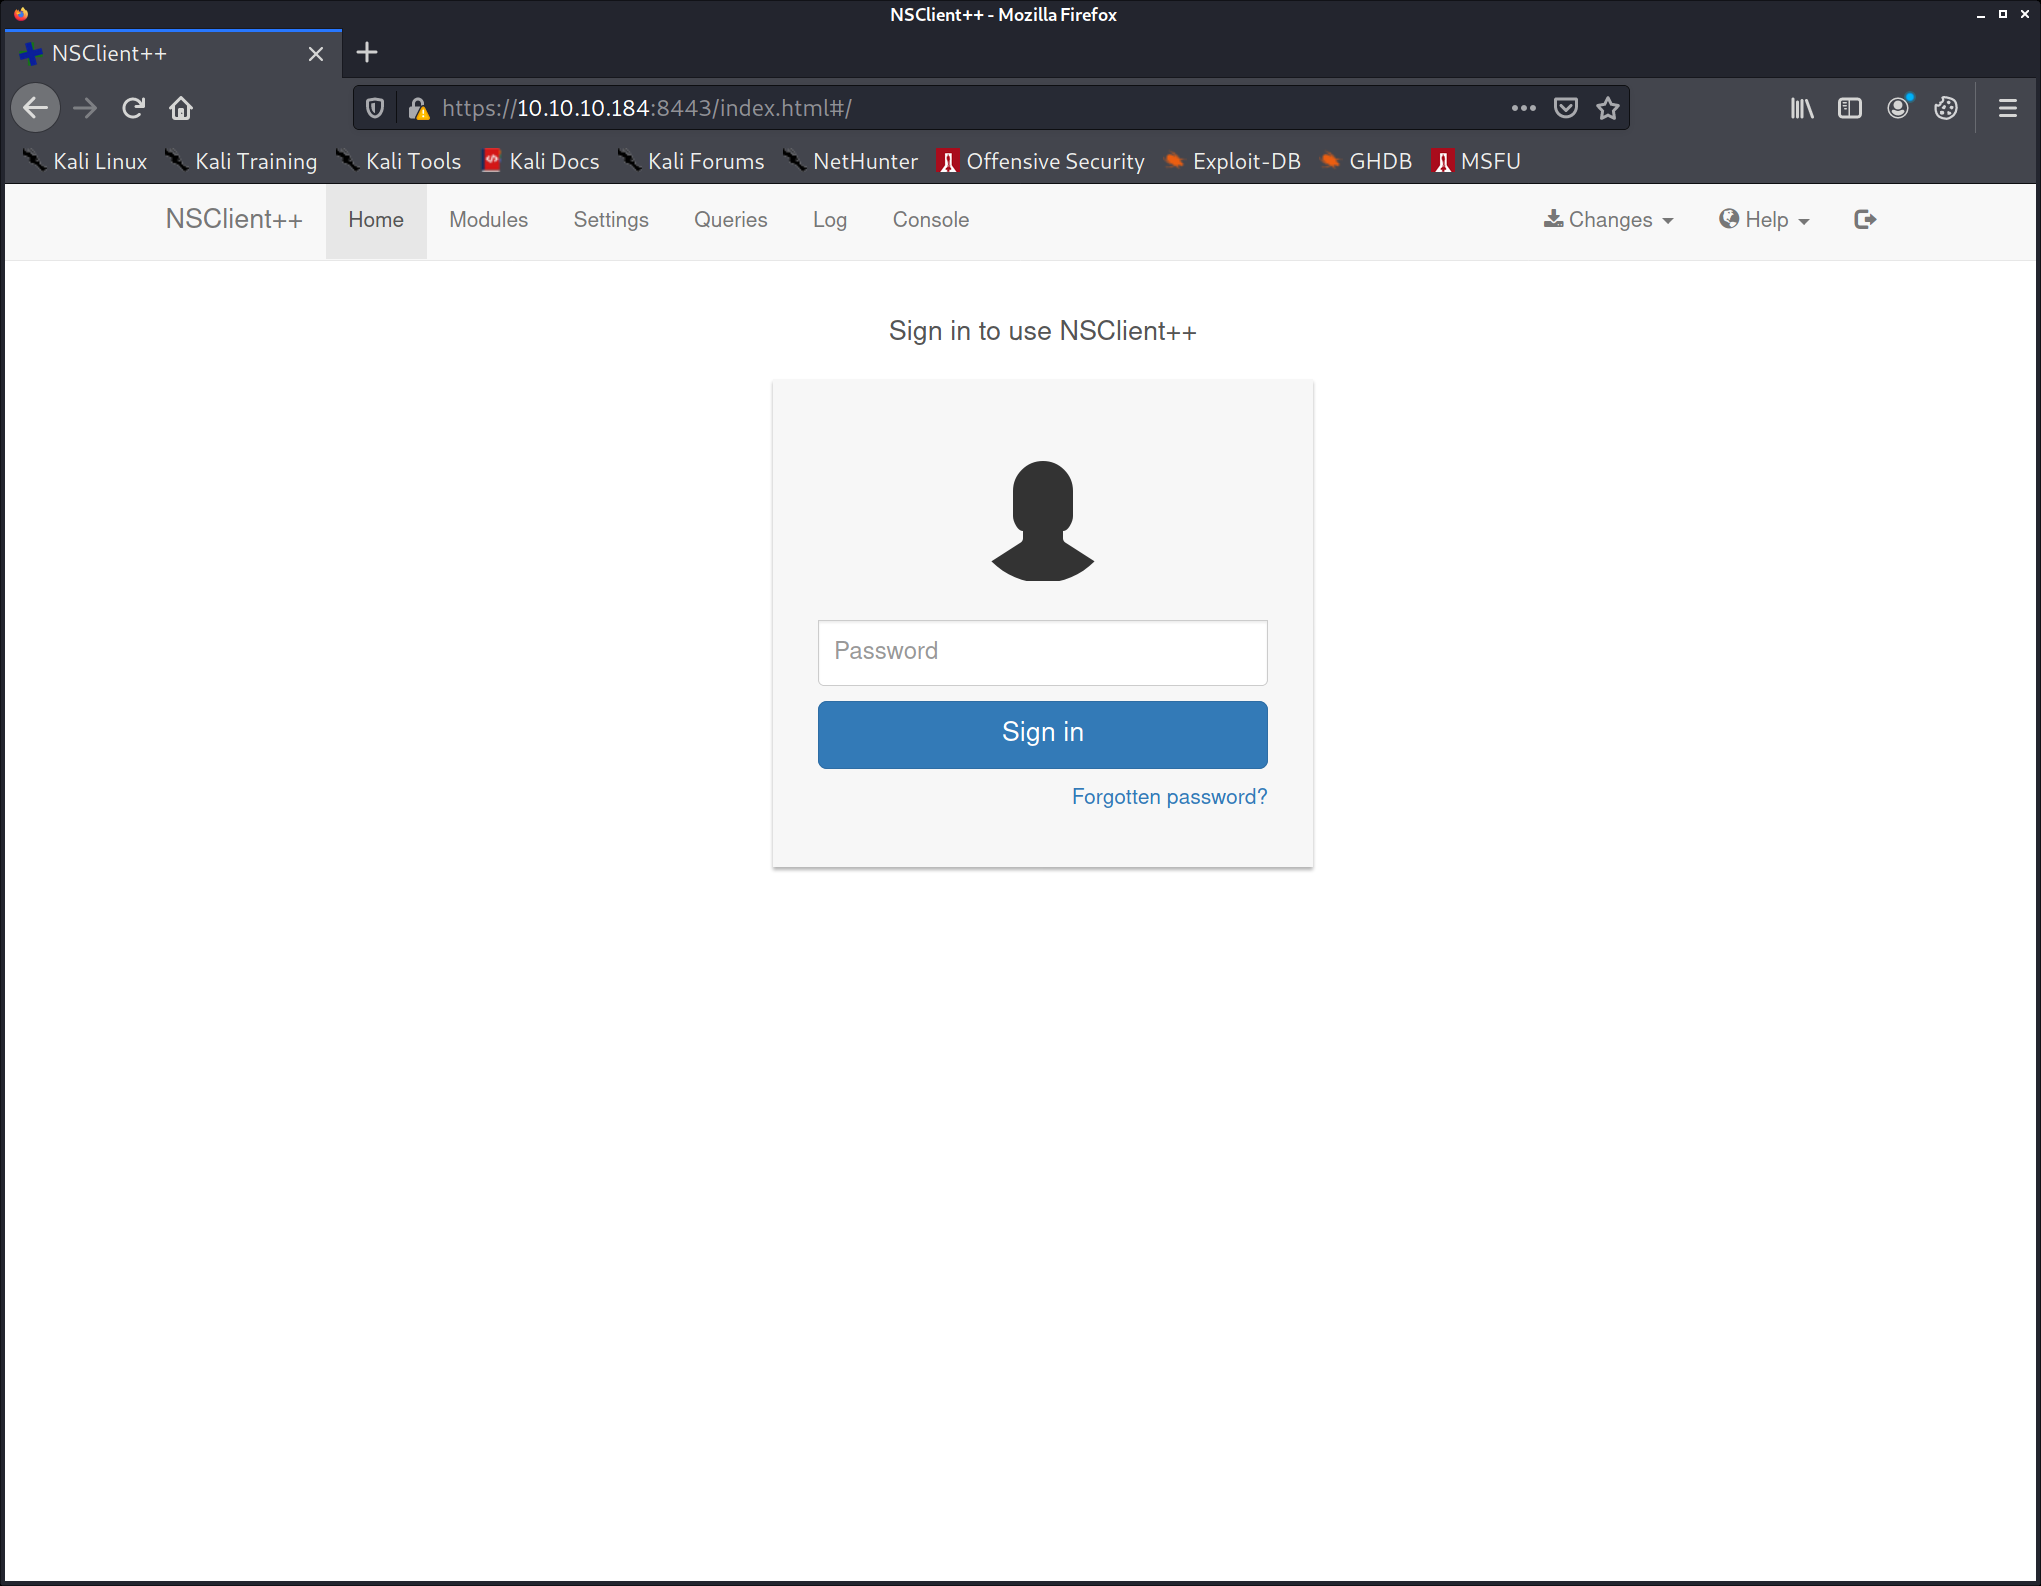 NSClient++ - Mozilla Firefox
NSClient++
https://10.10.10.184:8443/index.html#/
Kali Linux Kali Training Kali Tools Kali Docs Kali Forums NetHunter Offensive Security Exploit-DB GHDB MSFU
NSClient++ Home Modules Settings Queries Log Console Changes Help
Sign in to use NSClient++
Password
Sign in
Forgotten password?